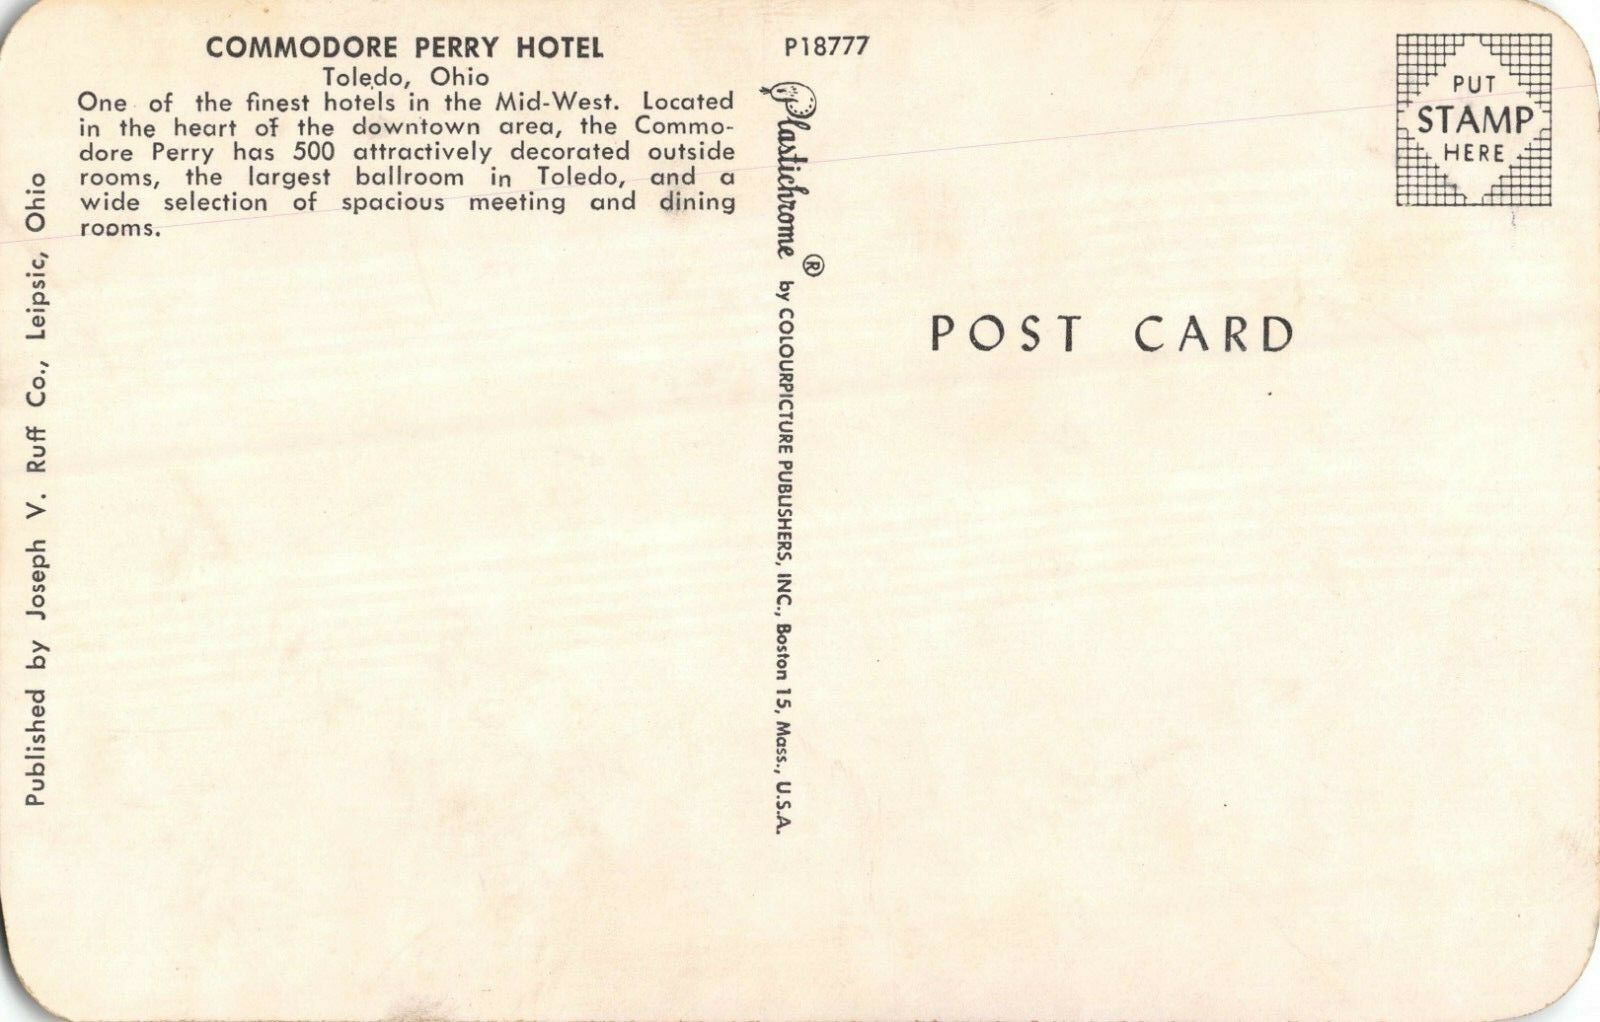 COMMODORE PERRY HOTEL
Toledo, Ohio
One of the finest hotels in the Mid-West. Located
in the heart of the downtown area, the Commo-
dore Perry has 500 attractively decorated outside
rooms, the largest ballroom in Toledo, and a
wide selection of spacious meeting and dining
rooms.
Published by Joseph V. Ruff Co., Leipsic, Ohio
P18777
Plastichrome ® by COLOURPICTURE PUBLISHERS, INC., Boston 15, Mass., U.S.A.
PUT
STAMP
HERE
POST CARD